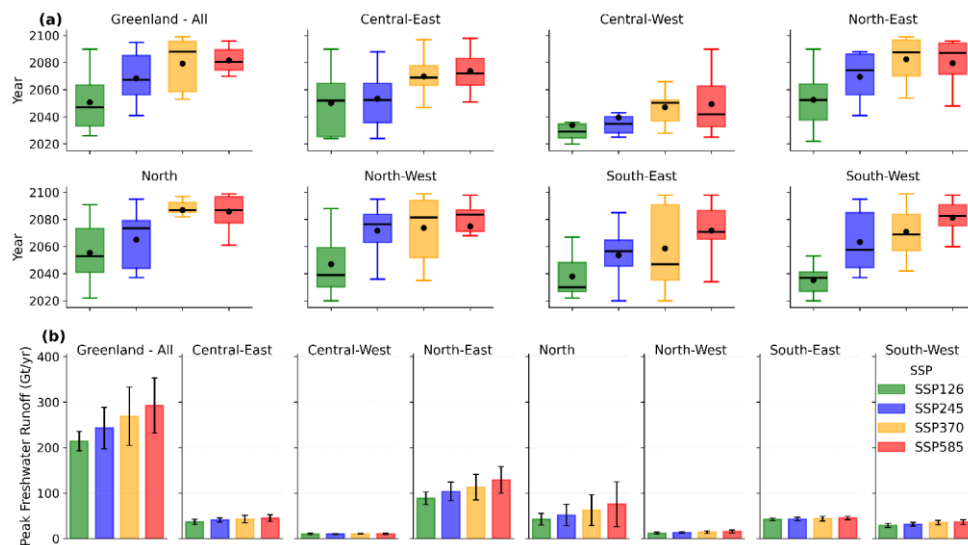 (a)
Greenland - All
Central-East
Central-West
North-East
Year
2100
2080
2060
2040
2020
North
North-West
South-East
South-West
Year
2100
2080
2060
2040
2020
(b)
Greenland - All
Central-East
Central-West
North-East
North
North-West
South-East
South-West
Peak Freshwater Runoff (Gt/yr)
400
300
200
100
0
SSP
SSP126
SSP245
SSP370
SSP585